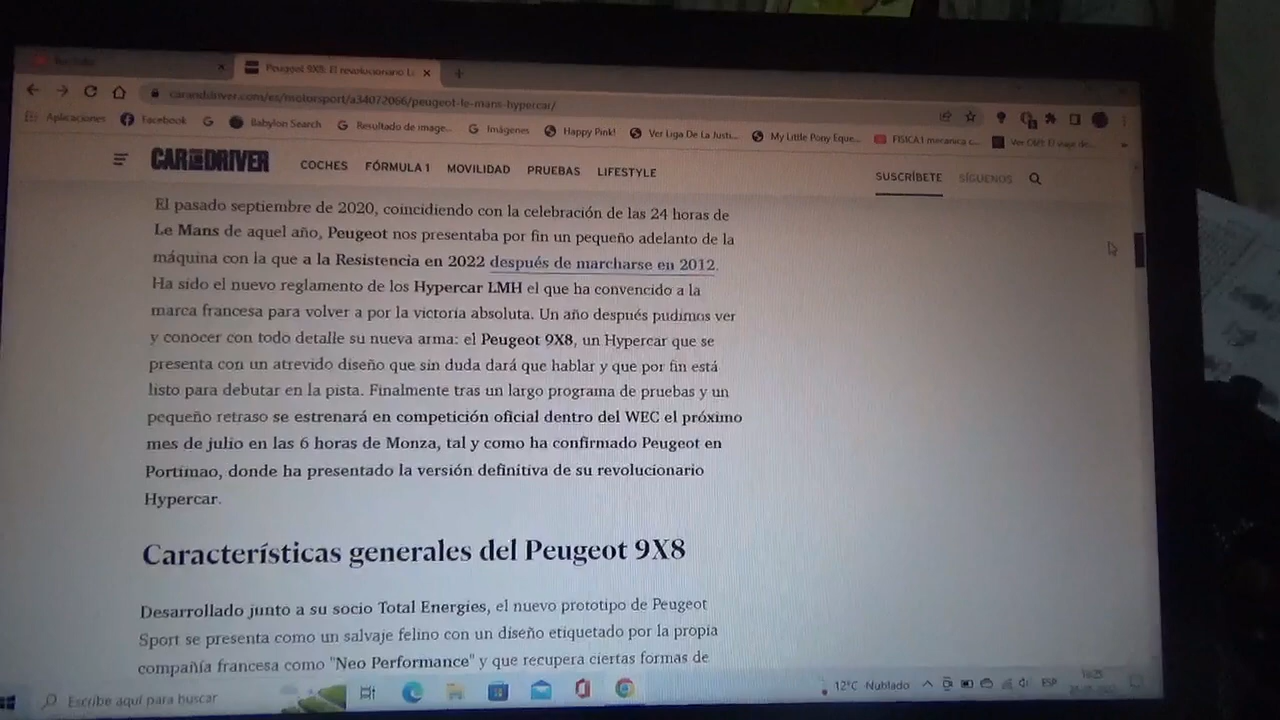 YouTube
Peugeot 9X8: El revolucionario L
caranddriver.com/es/motorsport/a34072066/peugeot-le-mans-hypercar/
Aplicaciones Facebook Babylon Search Resultado de image... Imágenes Happy Pink! Ver Liga De La Justi... My Little Pony Eque... FISICA1 mecanica c...
CAR AND DRIVER COCHES FÓRMULA 1 MOVILIDAD PRUEBAS LIFESTYLE SUSCRÍBETE SÍGUENOS
El pasado septiembre de 2020, coincidiendo con la celebración de las 24 horas de
Le Mans de aquel año, Peugeot nos presentaba por fin un pequeño adelanto de la
máquina con la que a la Resistencia en 2022 después de marcharse en 2012.
Ha sido el nuevo reglamento de los Hypercar LMH el que ha convencido a la
marca francesa para volver a por la victoria absoluta. Un año después pudimos ver
y conocer con todo detalle su nueva arma: el Peugeot 9X8, un Hypercar que se
presenta con un atrevido diseño que sin duda dará que hablar y que por fin está
listo para debutar en la pista. Finalmente tras un largo programa de pruebas y un
pequeño retraso se estrenará en competición oficial dentro del WEC el próximo
mes de julio en las 6 horas de Monza, tal y como ha confirmado Peugeot en
Portimao, donde ha presentado la versión definitiva de su revolucionario
Hypercar.
Características generales del Peugeot 9X8
Desarrollado junto a su socio Total Energies, el nuevo prototipo de Peugeot
Sport se presenta como un salvaje felino con un diseño etiquetado por la propia
compañía francesa como "Neo Performance" y que recupera ciertas formas de
Escribe aquí para buscar
12°C Nublado ESP